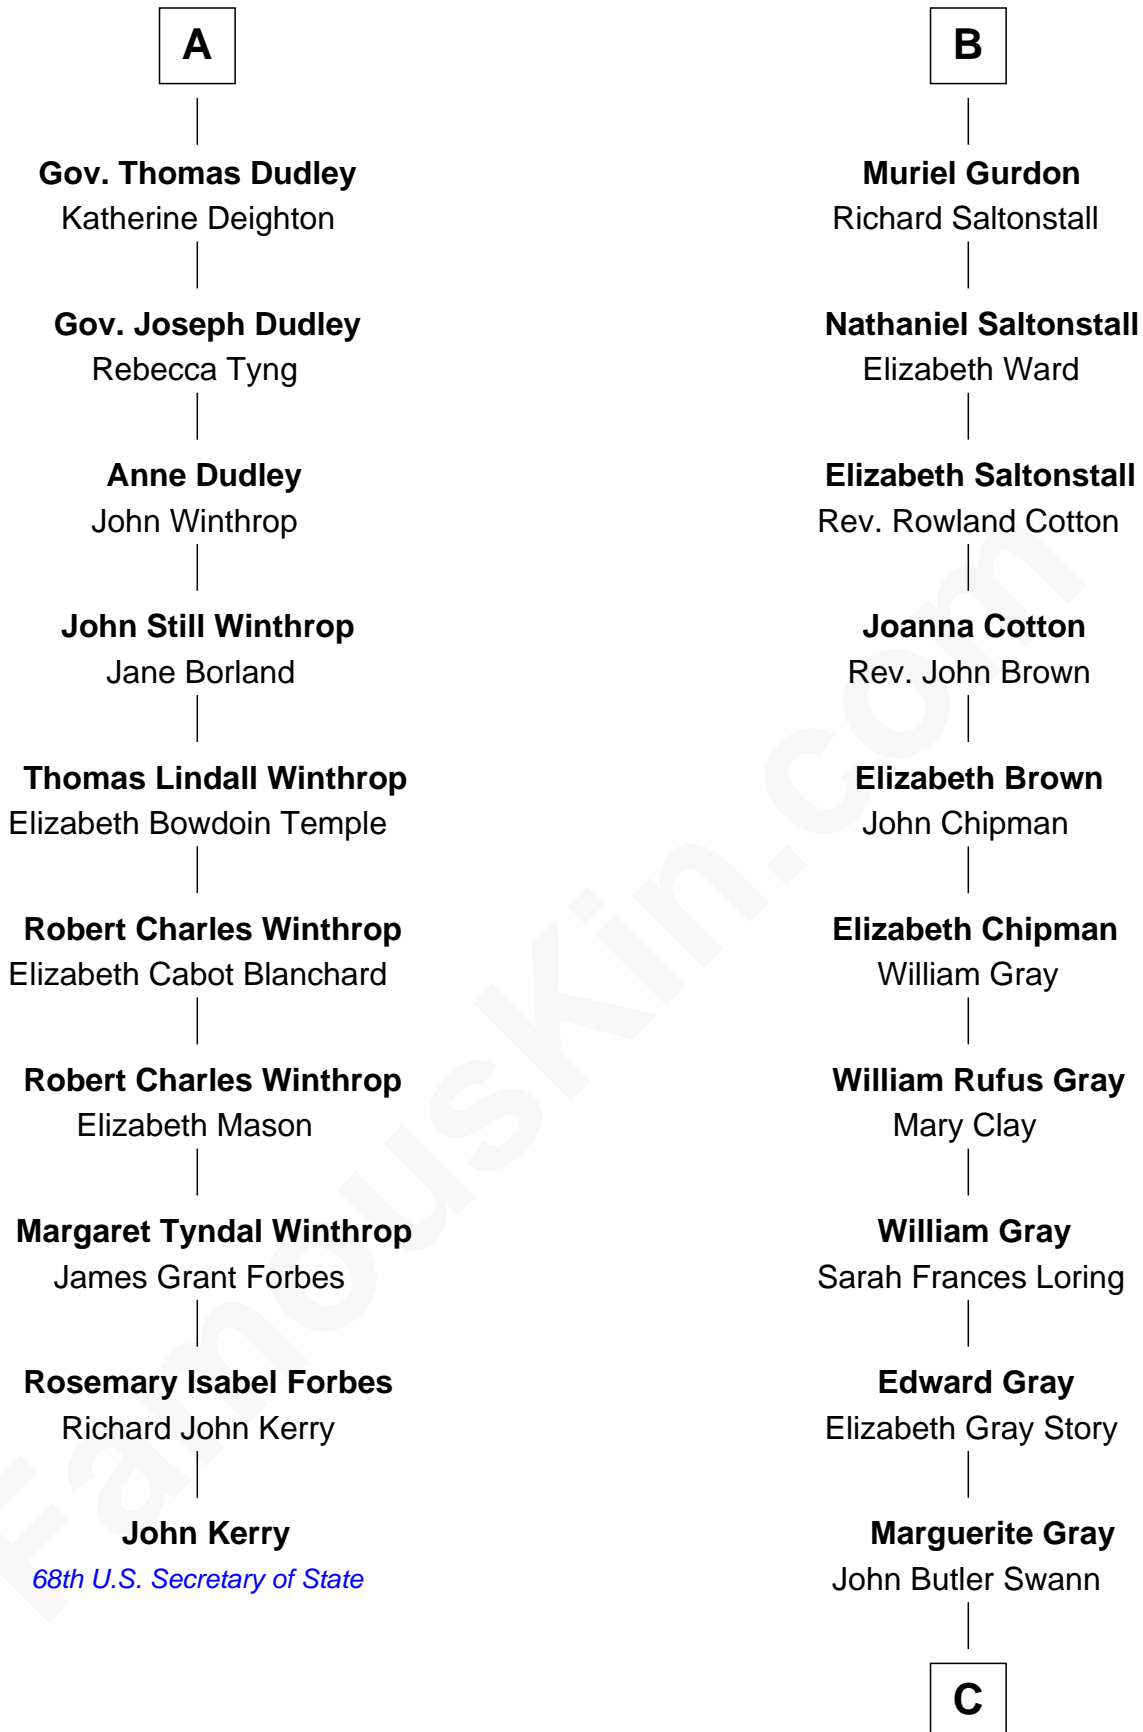 A
Gov. Thomas Dudley
Katherine Deighton
Gov. Joseph Dudley
Rebecca Tyng
Anne Dudley
John Winthrop
John Still Winthrop
Jane Borland
Thomas Lindall Winthrop
Elizabeth Bowdoin Temple
Robert Charles Winthrop
Elizabeth Cabot Blanchard
Robert Charles Winthrop
Elizabeth Mason
Margaret Tyndal Winthrop
James Grant Forbes
Rosemary Isabel Forbes
Richard John Kerry
John Kerry
68th U.S. Secretary of State
B
Muriel Gurdon
Richard Saltonstall
Nathaniel Saltonstall
Elizabeth Ward
Elizabeth Saltonstall
Rev. Rowland Cotton
Joanna Cotton
Rev. John Brown
Elizabeth Brown
John Chipman
Elizabeth Chipman
William Gray
William Rufus Gray
Mary Clay
William Gray
Sarah Frances Loring
Edward Gray
Elizabeth Gray Story
Marguerite Gray
John Butler Swann
C
FamousKin.com